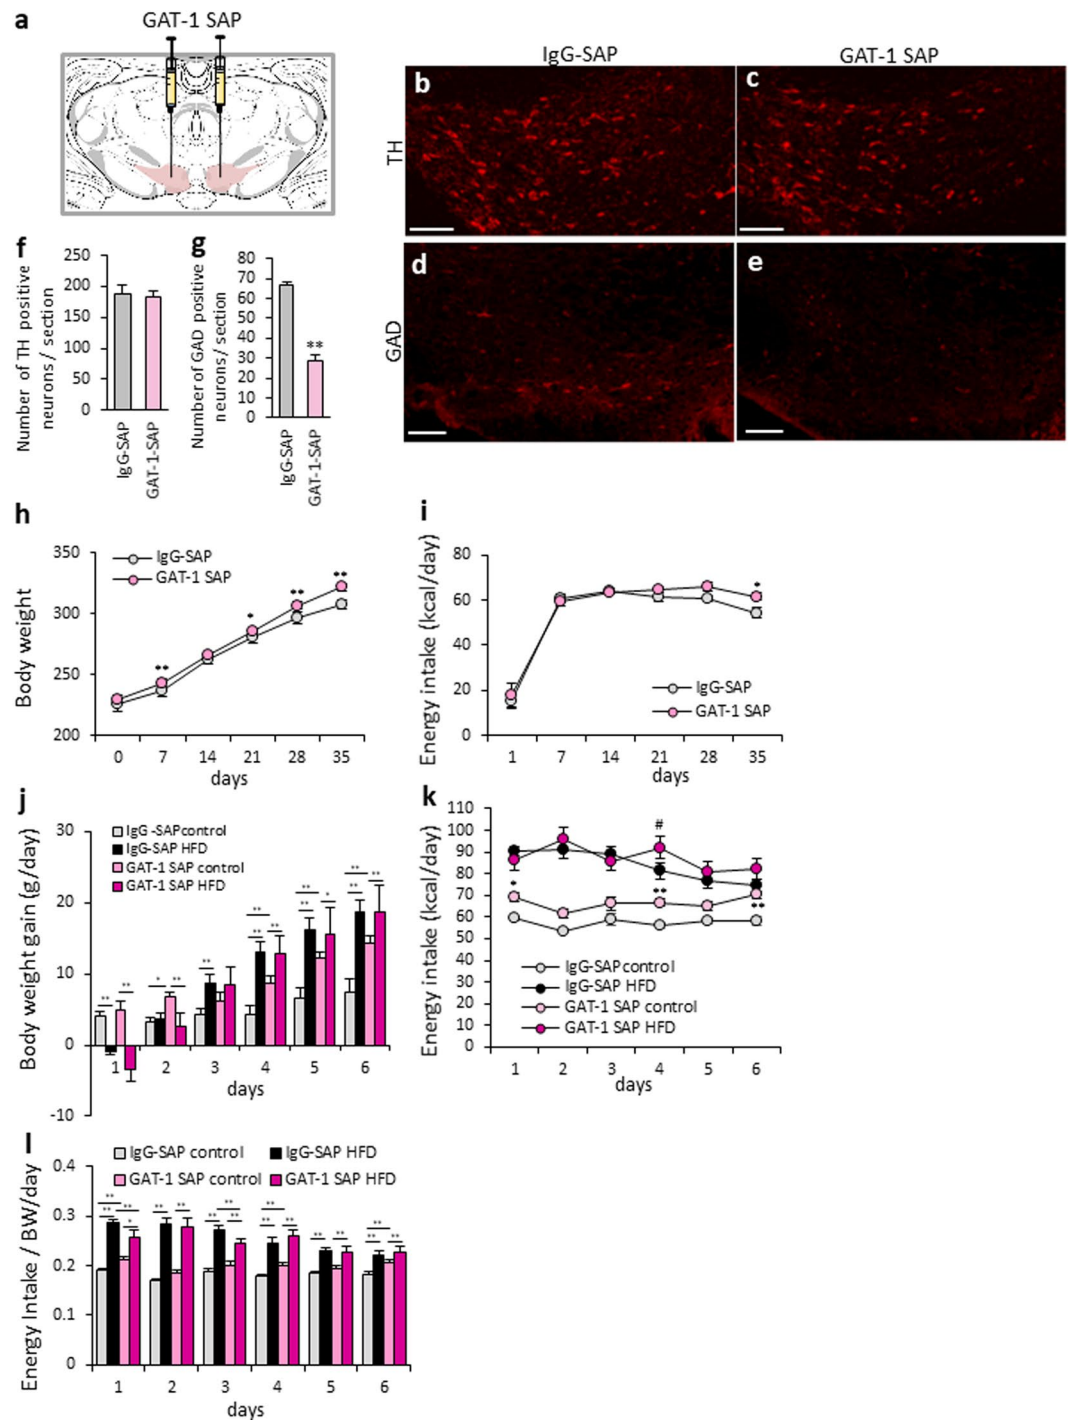 a
GAT-1 SAP
IgG-SAP
GAT-1 SAP
b
c
TH
d
e
GAD
f
Number of TH positive
neurons/ section
250
200
150
100
50
0
IgG-SAP
GAT-1-SAP
g
Number of GAD positive
neurons/ section
80
70
60
50
40
30
20
10
0
**
IgG-SAP
GAT-1-SAP
h
Body weight
350
300
250
200
IgG-SAP
GAT-1 SAP
** * ** **
0 7 14 21 28 35
days
i
Energy intake (kcal/day)
80
60
40
20
0
*
IgG-SAP
GAT-1 SAP
1 7 14 21 28 35
days
j
Body weight gain (g/day)
30
20
10
0
-10
IgG -SAPcontrol
IgG-SAP HFD
GAT-1 SAP control
GAT-1 SAP HFD
** **
* **
**
** ** **
** ** *
** ** **
1 2 3 4 5 6
days
k
Energy intake (kcal/day)
110
100
90
80
70
60
50
40
30
20
10
0
#
* ** **
IgG-SAPcontrol
IgG-SAP HFD
GAT-1 SAP control
GAT-1 SAP HFD
1 2 3 4 5 6
days
l
IgG-SAP control IgG-SAP HFD
GAT-1 SAP control GAT-1 SAP HFD
Energy Intake / BW/day
0.4
0.3
0.2
0.1
0
** ** ** *
** **
** ** **
** ** **
** **
** ** **
1 2 3 4 5 6
days